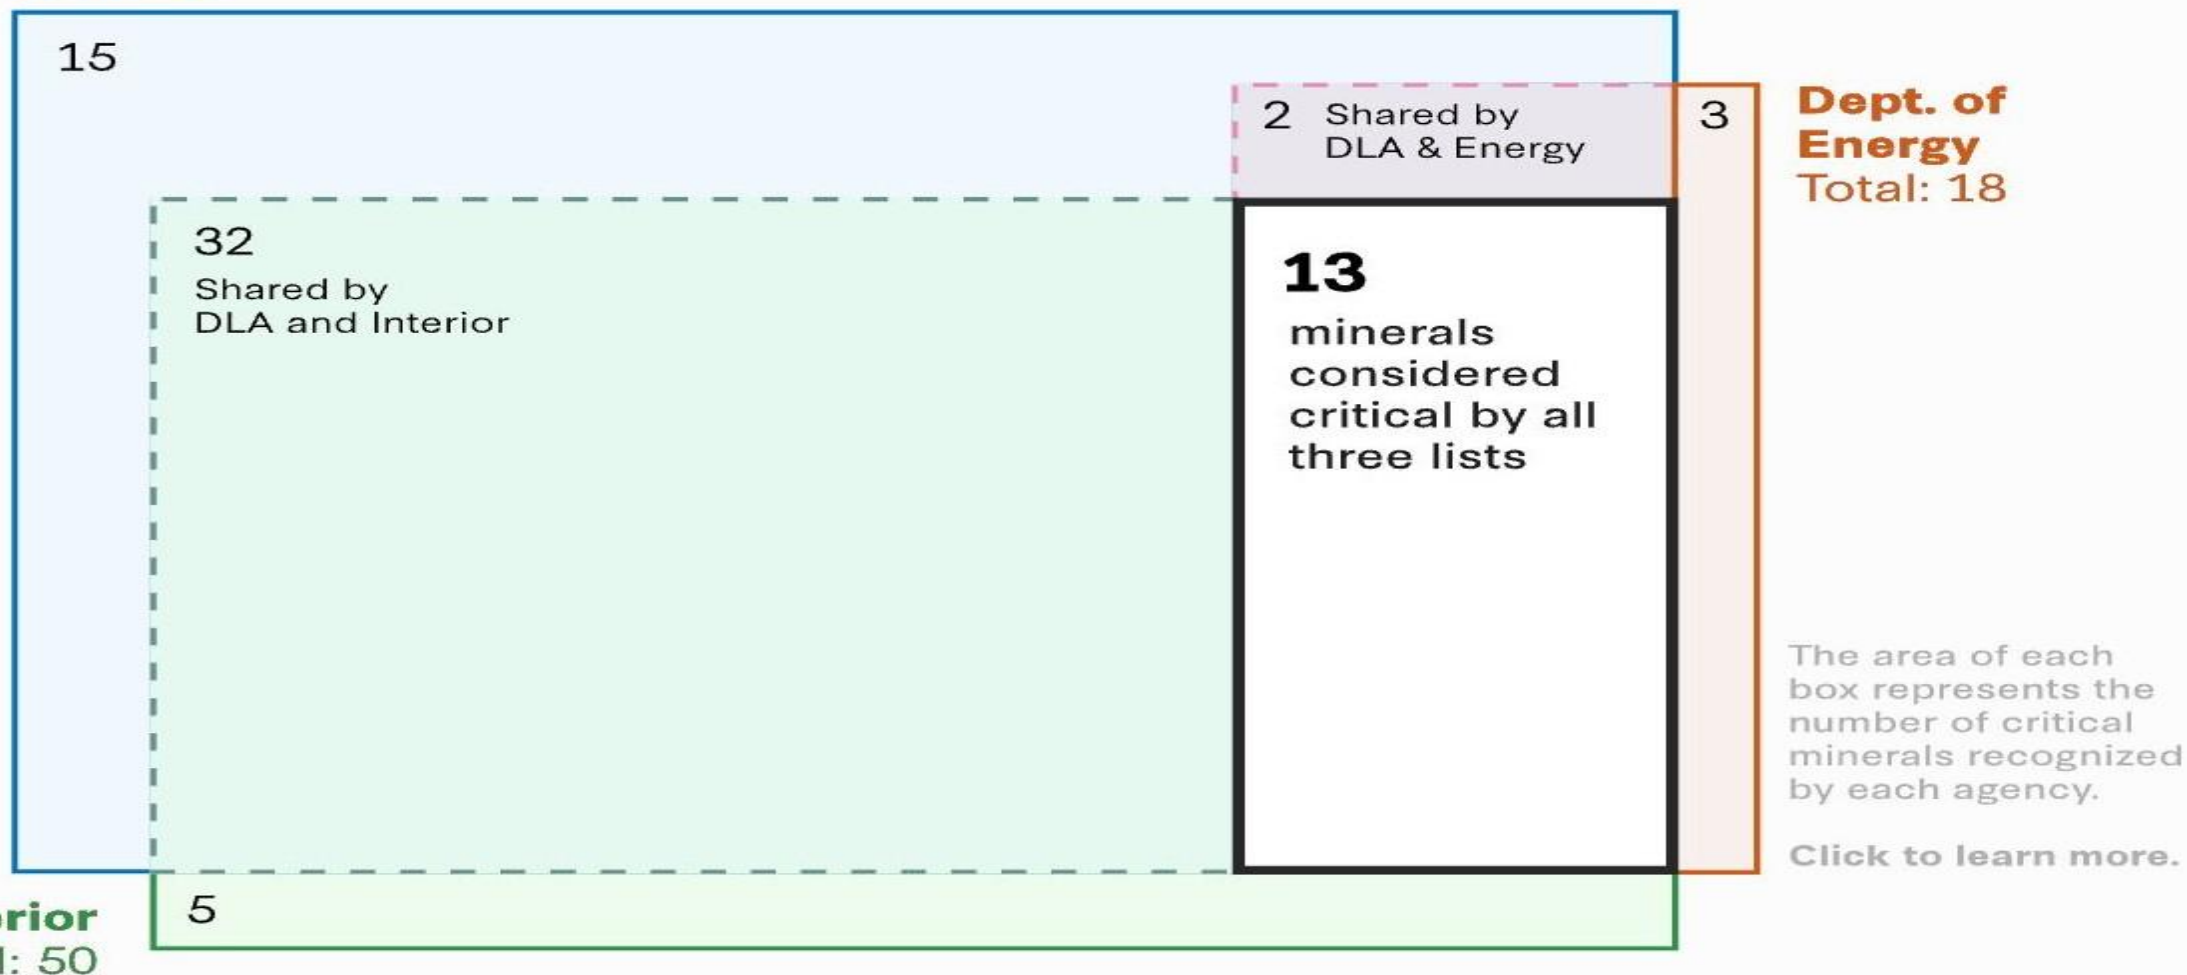 15
2 Shared by
DLA & Energy
3
Dept. of
Energy
Total: 18
32
Shared by
DLA and Interior
13
minerals
considered
critical by all
three lists
The area of each
box represents the
number of critical
minerals recognized
by each agency.
Click to learn more.
5
50